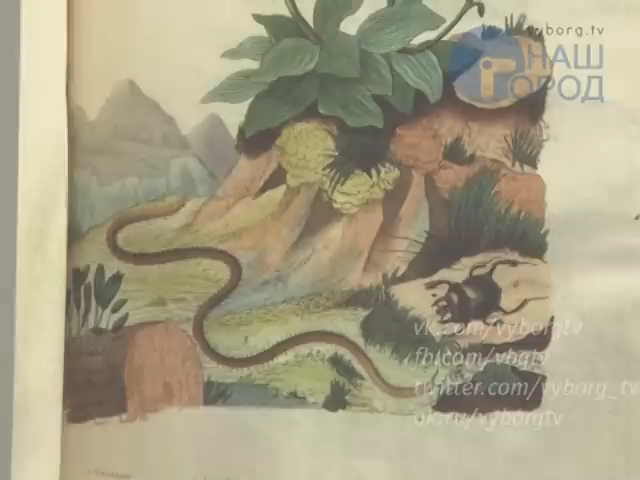 vyborg.tv
НАШ
ГОРОД
vk.com/vyborgtv
fb.com/vbgtv
twitter.com/vyborg_tv
ok.ru/vyborgtv